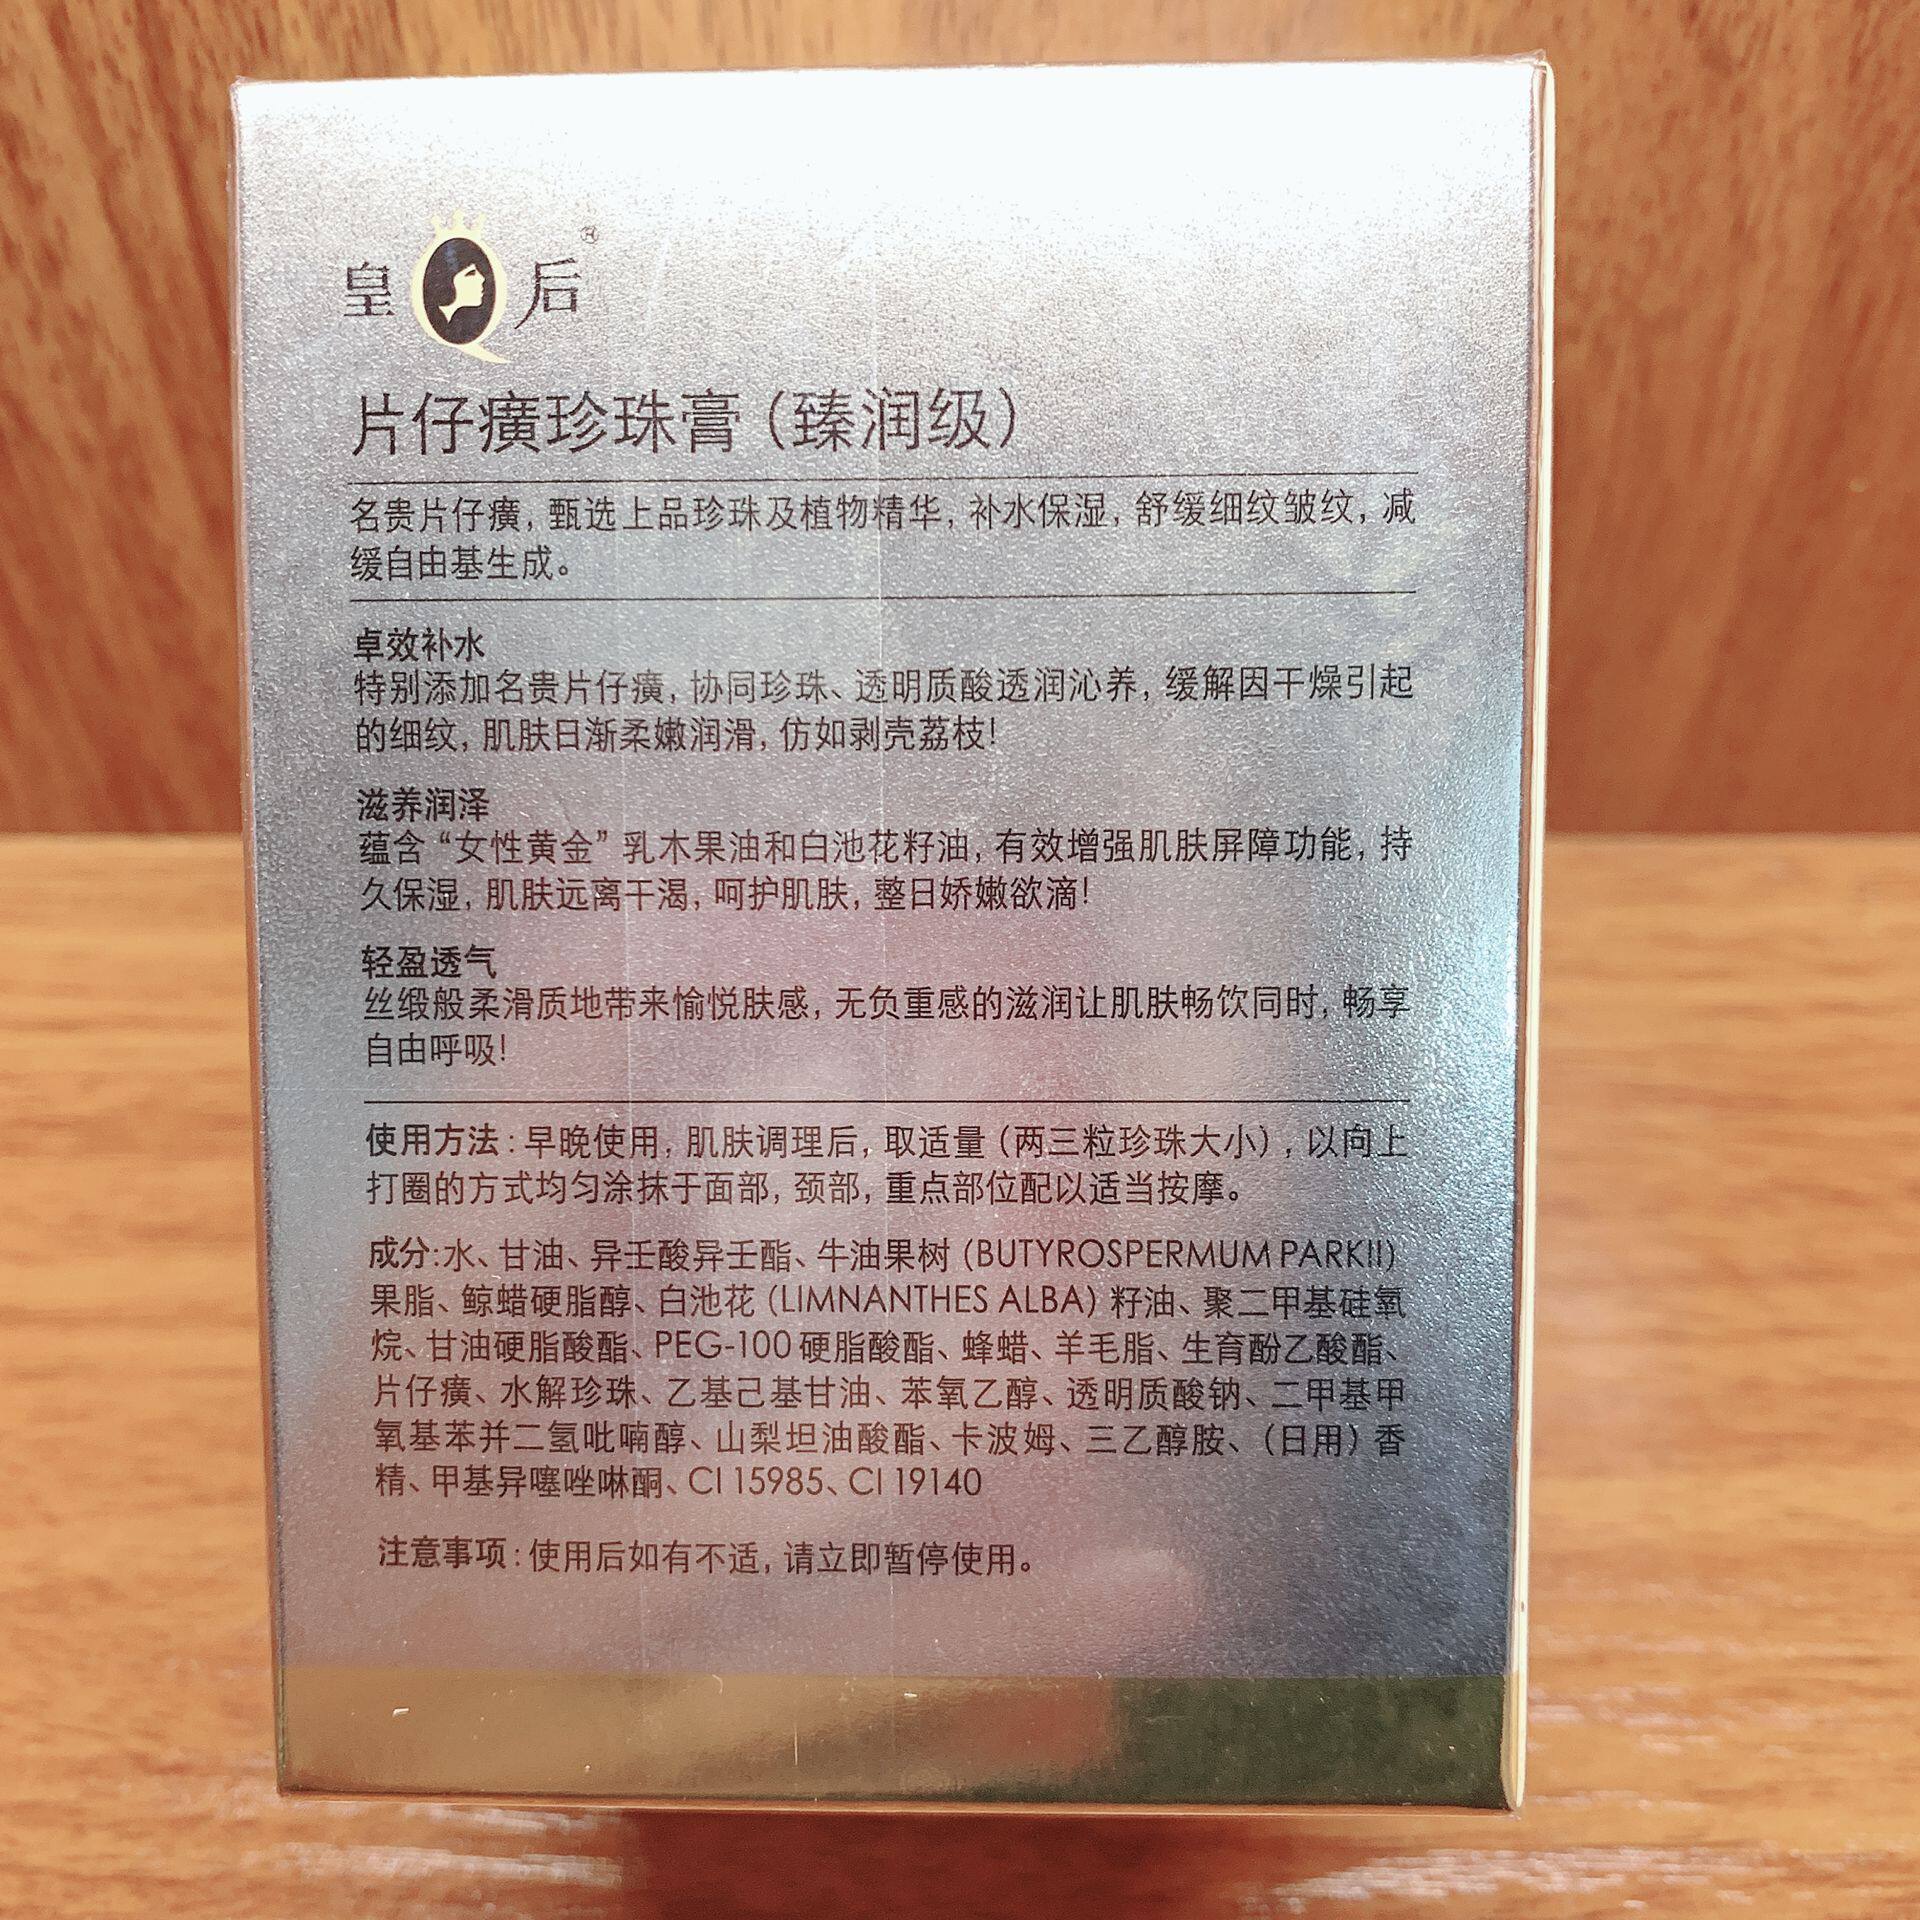 皇Q后®
片仔癀珍珠膏（臻润级）
名贵片仔癀，甄选上品珍珠及植物精华，补水保湿，舒缓细纹皱纹，减
缓自由基生成。
卓效补水
特别添加名贵片仔癀，协同珍珠、透明质酸透润沁养，缓解因干燥引起
的细纹，肌肤日渐柔嫩润滑，仿如剥壳荔枝！
滋养润泽
蕴含“女性黄金”乳木果油和白池花籽油，有效增强肌肤屏障功能，持
久保湿，肌肤远离干渴，呵护肌肤，整日娇嫩欲滴！
轻盈透气
丝缎般柔滑质地带来愉悦肤感，无负重感的滋润让肌肤畅饮同时，畅享
自由呼吸！
使用方法：早晚使用，肌肤调理后，取适量（两三粒珍珠大小），以向上
打圈的方式均匀涂抹于面部，颈部，重点部位配以适当按摩。
成分：水、甘油、异壬酸异壬酯、牛油果树（BUTYROSPERMUM PARKII）
果脂、鲸蜡硬脂醇、白池花（LIMNANTHES ALBA）籽油、聚二甲基硅氧
烷、甘油硬脂酸酯、PEG-100硬脂酸酯、蜂蜡、羊毛脂、生育酚乙酸酯、
片仔癀、水解珍珠、乙基己基甘油、苯氧乙醇、透明质酸钠、二甲基甲
氧基苯并二氢吡喃醇、山梨坦油酸酯、卡波姆、三乙醇胺、（日用）香
精、甲基异噻唑啉酮、CI 15985、CI 19140
注意事项：使用后如有不适，请立即暂停使用。